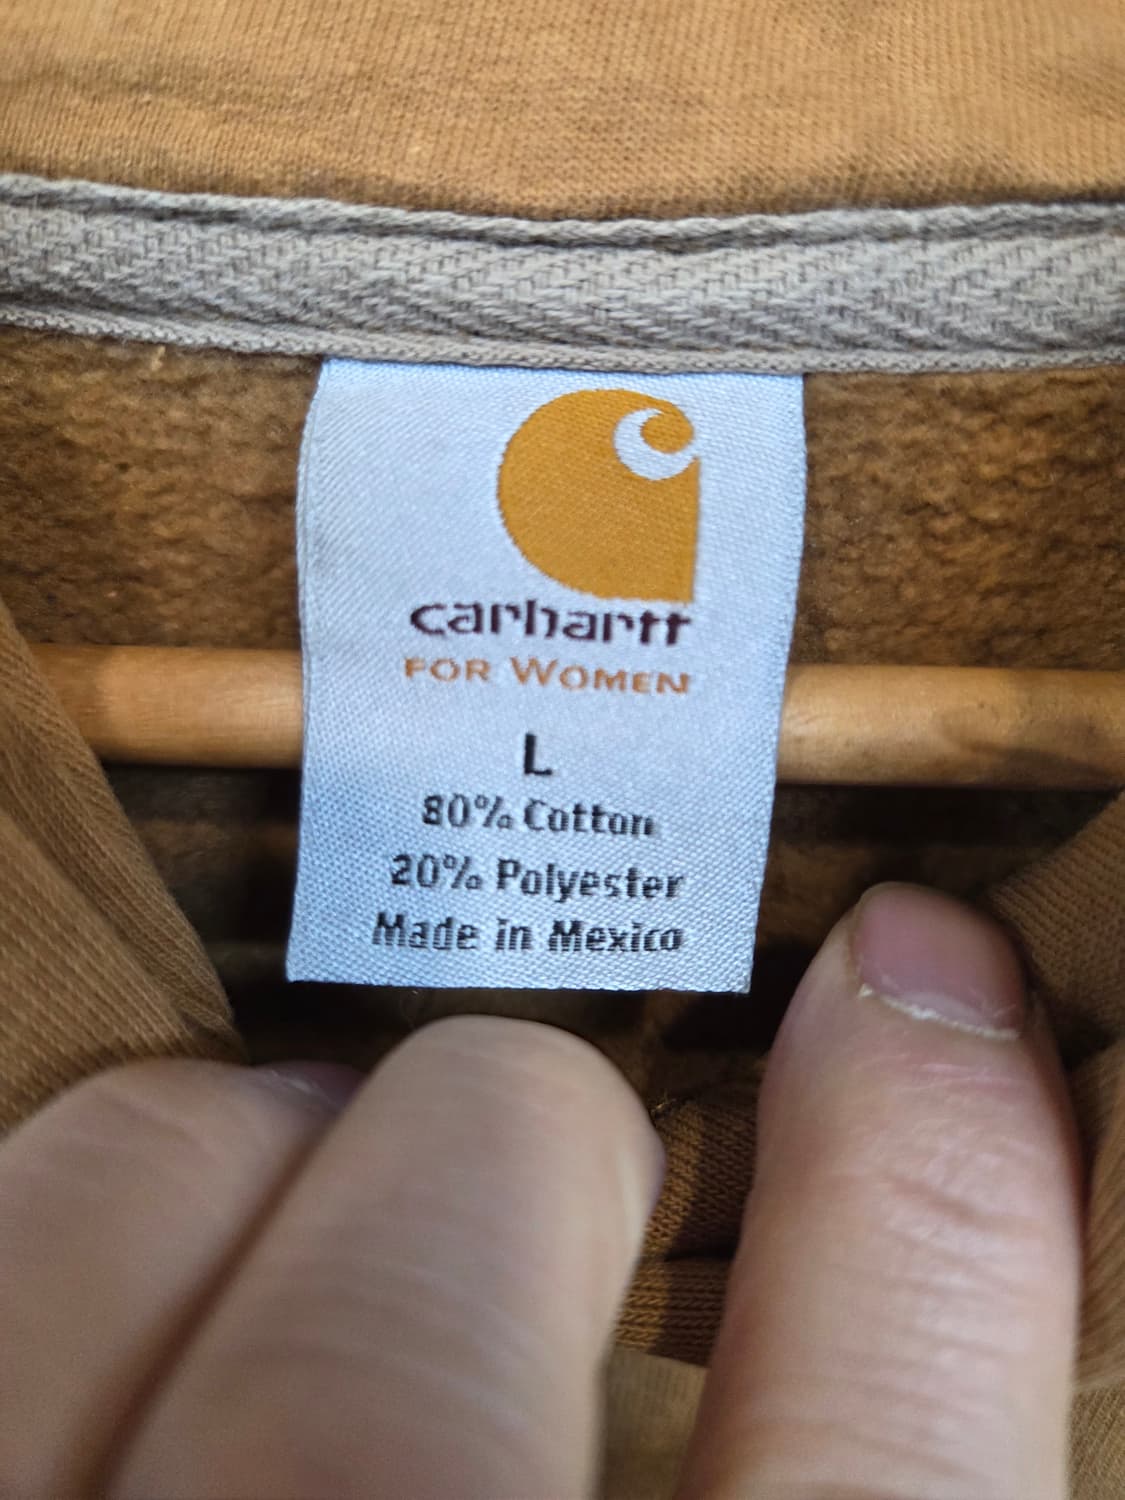 carhartt
FOR WOMEN
L
80% Cotton
20% Polyester
Made in Mexico